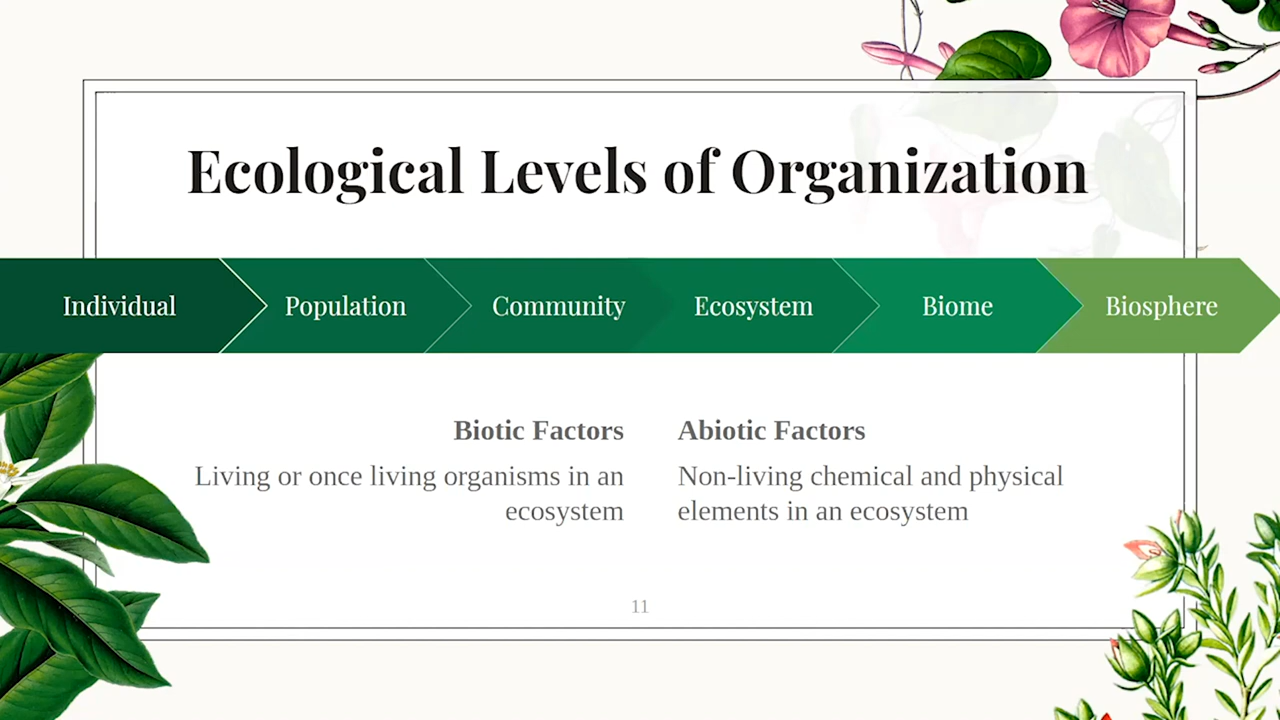 Ecological Levels of Organization
Individual
Population
Community
Ecosystem
Biome
Biosphere
Biotic Factors
Living or once living organisms in an
ecosystem
Abiotic Factors
Non-living chemical and physical
elements in an ecosystem
11